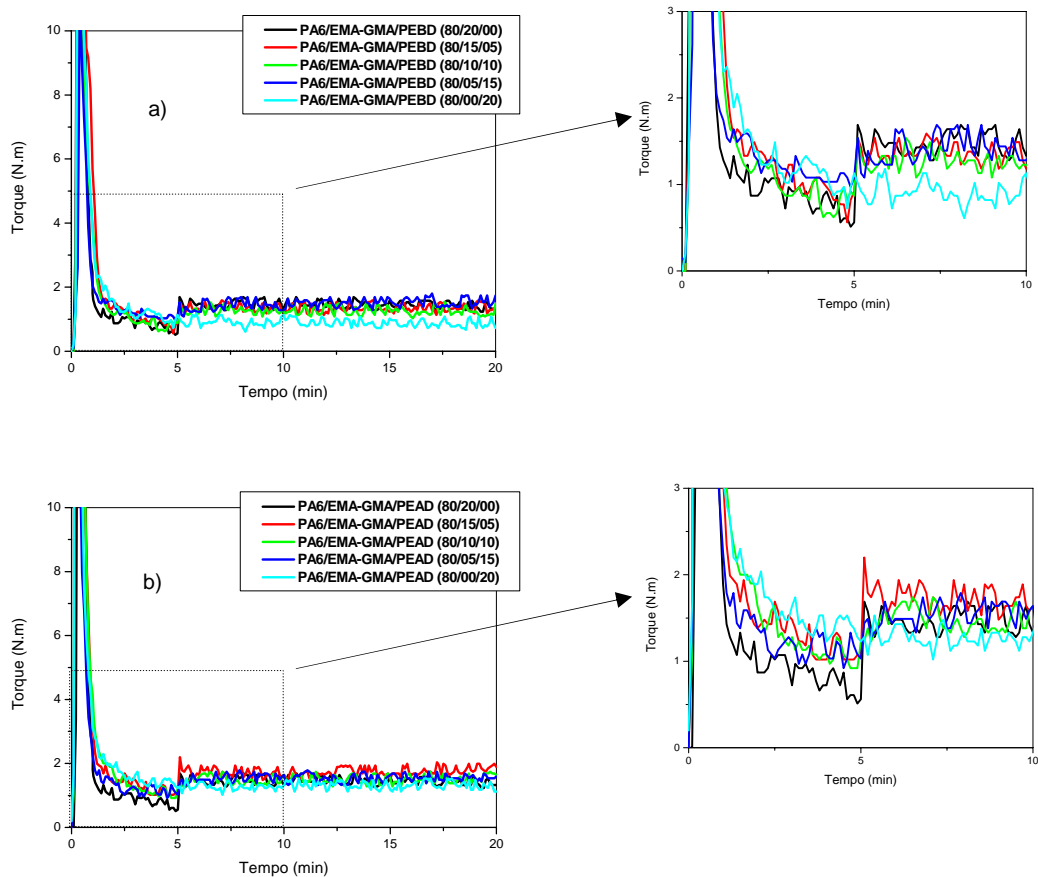 PA6/EMA-GMA/PEBD (80/20/00)
PA6/EMA-GMA/PEBD (80/15/05)
PA6/EMA-GMA/PEBD (80/10/10)
PA6/EMA-GMA/PEBD (80/05/15)
PA6/EMA-GMA/PEBD (80/00/20)
a)
10
8
6
4
2
0
Torque (N.m)
0
5
10
15
20
Tempo (min)
3
2
1
0
Torque (N.m)
0
5
10
Tempo (min)
PA6/EMA-GMA/PEAD (80/20/00)
PA6/EMA-GMA/PEAD (80/15/05)
PA6/EMA-GMA/PEAD (80/10/10)
PA6/EMA-GMA/PEAD (80/05/15)
PA6/EMA-GMA/PEAD (80/00/20)
b)
10
8
6
4
2
0
Torque (N.m)
0
5
10
15
20
Tempo (min)
3
2
1
0
Torque (N.m)
0
5
10
Tempo (min)